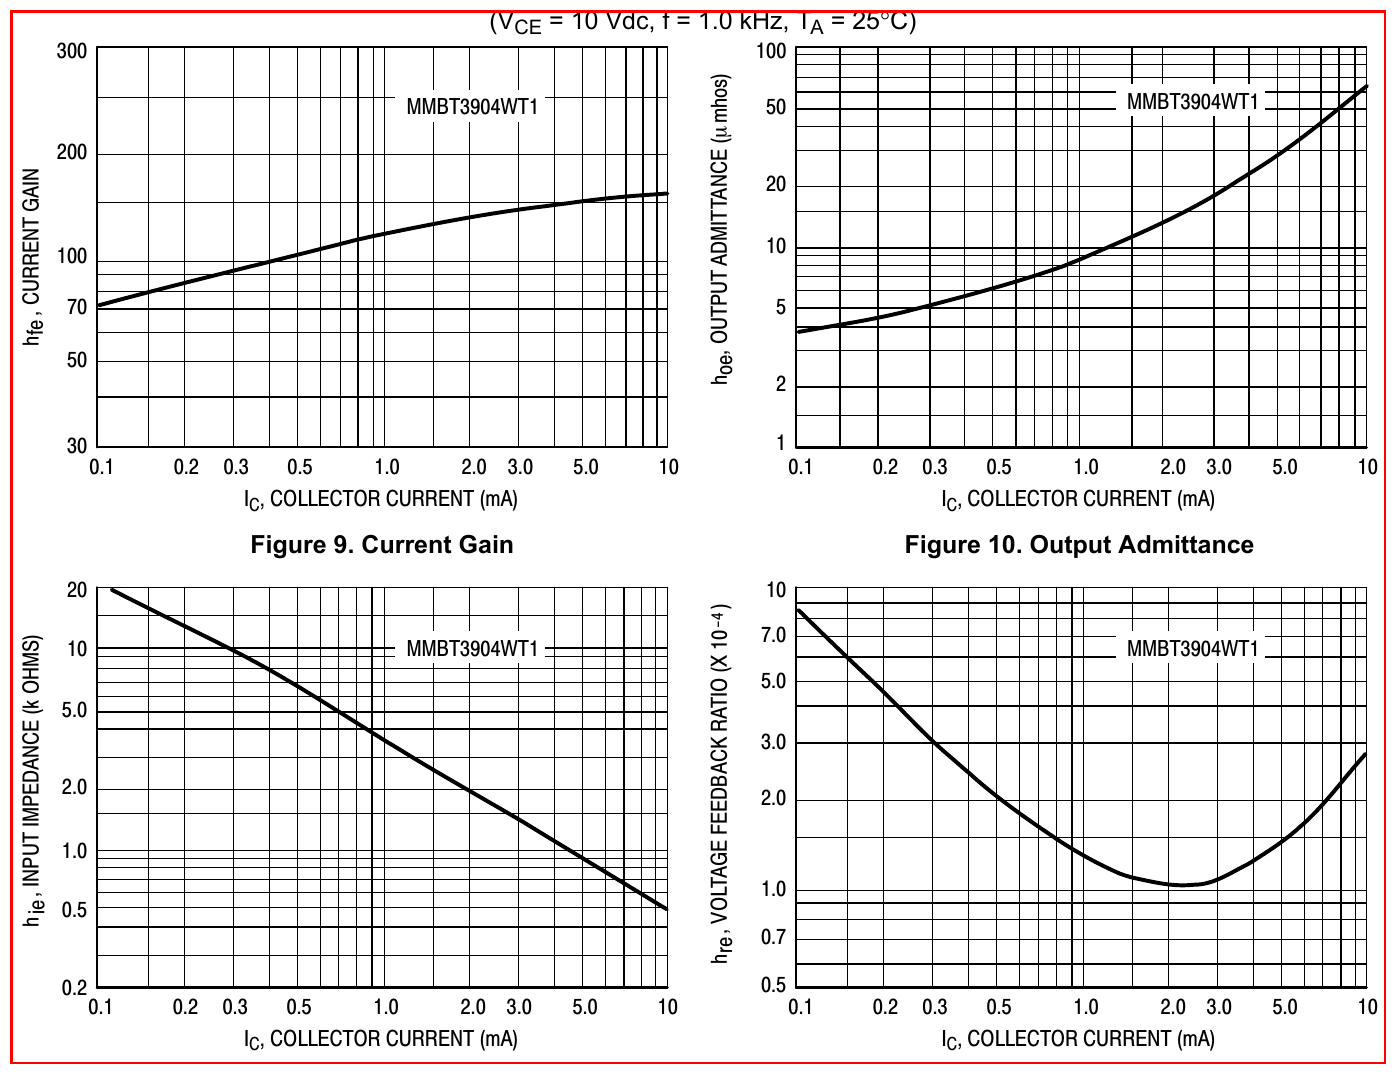 (VCE = 10 Vdc, f = 1.0 kHz, TA = 25°C)
300
200
100
70
50
30
hfe, CURRENT GAIN
MMBT3904WT1
0.1 0.2 0.3 0.5 1.0 2.0 3.0 5.0 10
IC, COLLECTOR CURRENT (mA)
Figure 9. Current Gain
100
50
20
10
5
2
1
hoe, OUTPUT ADMITTANCE (μ mhos)
MMBT3904WT1
0.1 0.2 0.3 0.5 1.0 2.0 3.0 5.0 10
IC, COLLECTOR CURRENT (mA)
Figure 10. Output Admittance
20
10
5.0
2.0
1.0
0.5
0.2
hie, INPUT IMPEDANCE (k OHMS)
MMBT3904WT1
0.1 0.2 0.3 0.5 1.0 2.0 3.0 5.0 10
IC, COLLECTOR CURRENT (mA)
10
7.0
5.0
3.0
2.0
1.0
0.7
0.5
hre, VOLTAGE FEEDBACK RATIO (X 10⁻⁴)
MMBT3904WT1
0.1 0.2 0.3 0.5 1.0 2.0 3.0 5.0 10
IC, COLLECTOR CURRENT (mA)